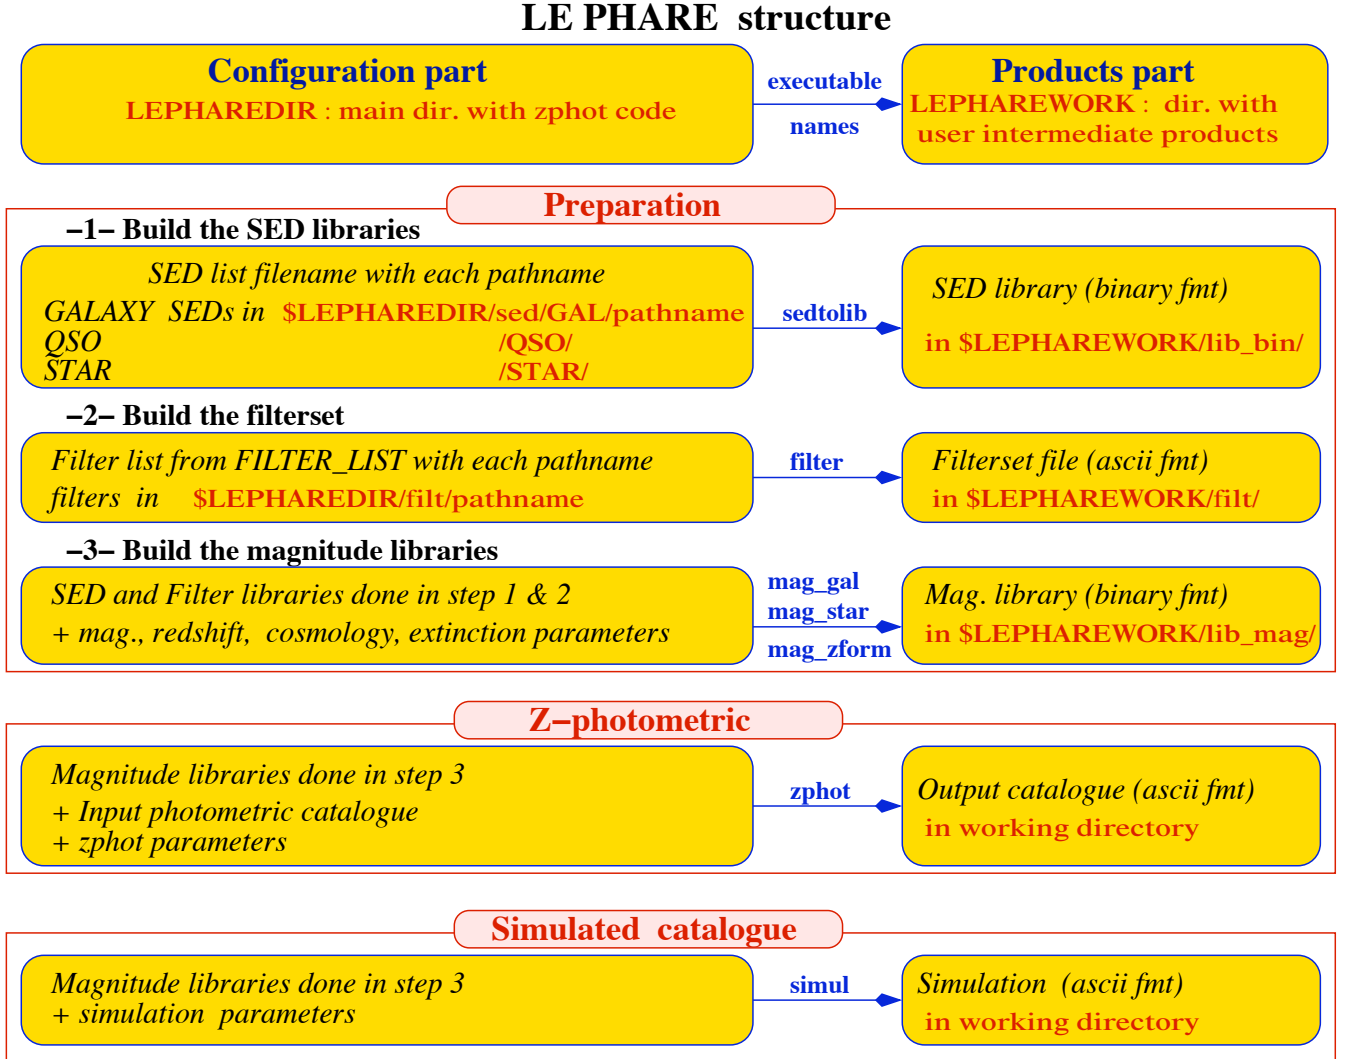 LE PHARE structure
Configuration part
LEPHAREDIR : main dir. with zphot code
executable
names
Products part
LEPHAREWORK : dir. with
user intermediate products
Preparation
−1− Build the SED libraries
SED list filename with each pathname
GALAXY SEDs in $LEPHAREDIR/sed/GAL/pathname
QSO /QSO/
STAR /STAR/
sedtolib
SED library (binary fmt)
in $LEPHAREWORK/lib_bin/
−2− Build the filterset
Filter list from FILTER_LIST with each pathname
filters in $LEPHAREDIR/filt/pathname
filter
Filterset file (ascii fmt)
in $LEPHAREWORK/filt/
−3− Build the magnitude libraries
SED and Filter libraries done in step 1 & 2
+ mag., redshift, cosmology, extinction parameters
mag_gal
mag_star
mag_zform
Mag. library (binary fmt)
in $LEPHAREWORK/lib_mag/
Z−photometric
Magnitude libraries done in step 3
+ Input photometric catalogue
+ zphot parameters
zphot
Output catalogue (ascii fmt)
in working directory
Simulated catalogue
Magnitude libraries done in step 3
+ simulation parameters
simul
Simulation (ascii fmt)
in working directory